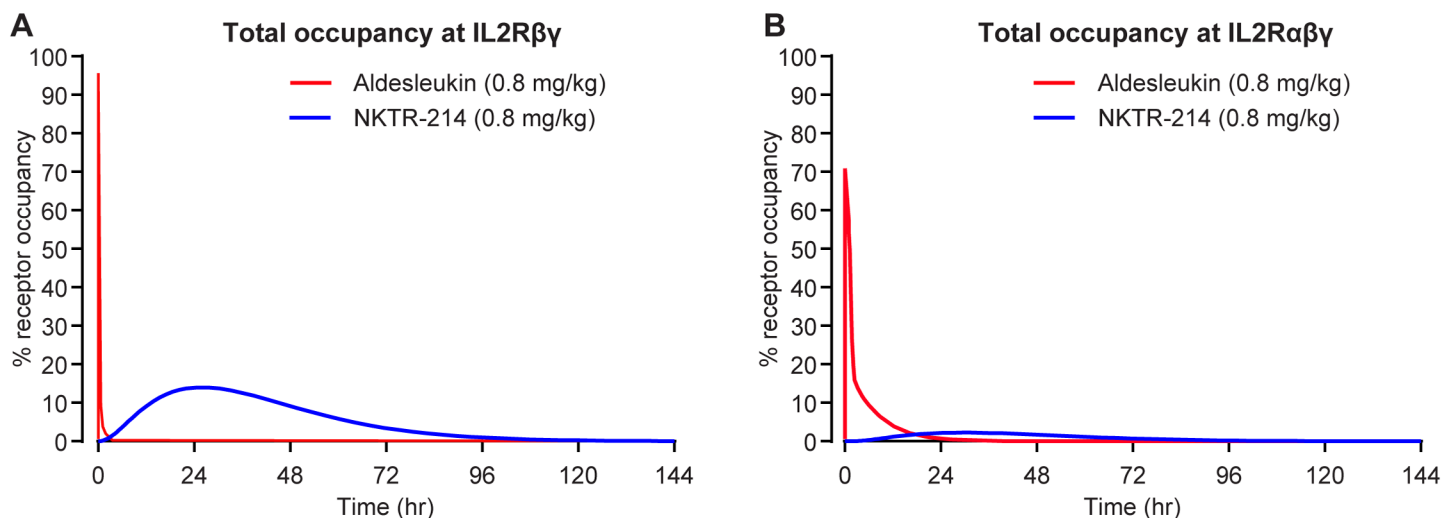 A
Total occupancy at IL2Rβγ
Aldesleukin (0.8 mg/kg)
NKTR-214 (0.8 mg/kg)
% receptor occupancy
100
90
80
70
60
50
40
30
20
10
0
0 24 48 72 96 120 144
Time (hr)
B
Total occupancy at IL2Rαβγ
Aldesleukin (0.8 mg/kg)
NKTR-214 (0.8 mg/kg)
% receptor occupancy
100
90
80
70
60
50
40
30
20
10
0
0 24 48 72 96 120 144
Time (hr)